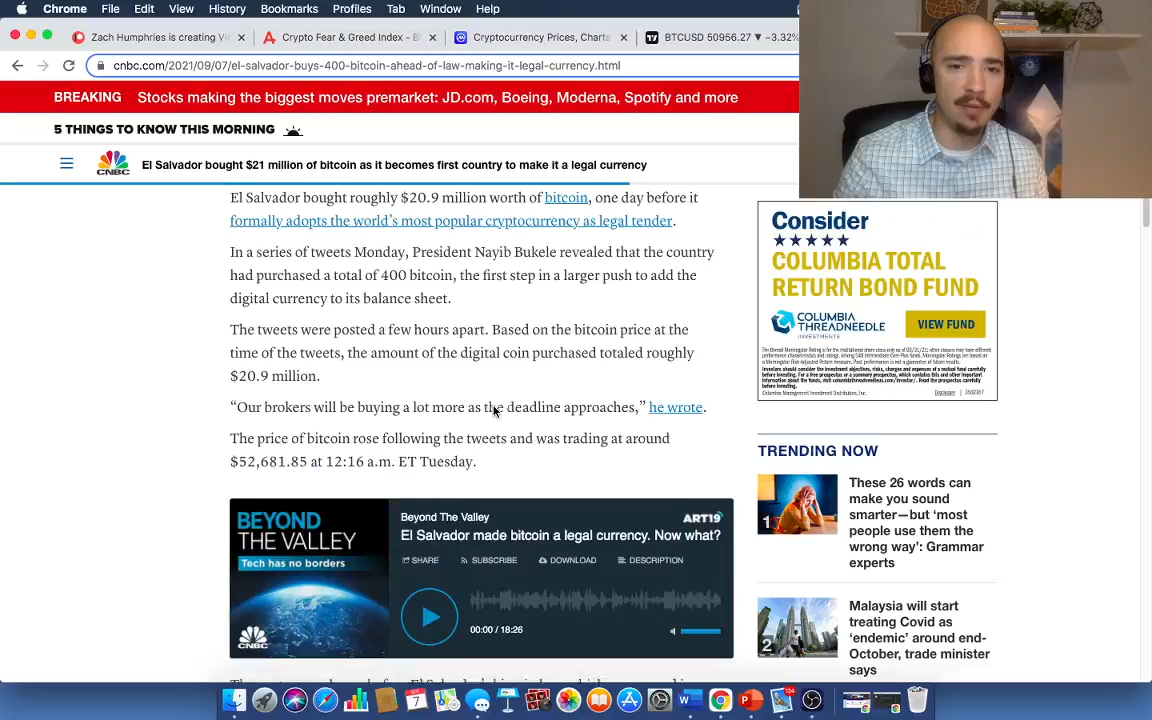 Chrome File Edit View History Bookmarks Profiles Tab Window Help
Zach Humphries is creating Vi
Crypto Fear & Greed Index - Bi
Cryptocurrency Prices, Charts
BTCUSD 50956.27 ▼ −3.32%
cnbc.com/2021/09/07/el-salvador-buys-400-bitcoin-ahead-of-law-making-it-legal-currency.html
BREAKING Stocks making the biggest moves premarket: JD.com, Boeing, Moderna, Spotify and more
5 THINGS TO KNOW THIS MORNING
CNBC
El Salvador bought $21 million of bitcoin as it becomes first country to make it a legal currency
El Salvador bought roughly $20.9 million worth of bitcoin, one day before it
formally adopts the world's most popular cryptocurrency as legal tender.
In a series of tweets Monday, President Nayib Bukele revealed that the country
had purchased a total of 400 bitcoin, the first step in a larger push to add the
digital currency to its balance sheet.
The tweets were posted a few hours apart. Based on the bitcoin price at the
time of the tweets, the amount of the digital coin purchased totaled roughly
$20.9 million.
“Our brokers will be buying a lot more as the deadline approaches,” he wrote.
The price of bitcoin rose following the tweets and was trading at around
$52,681.85 at 12:16 a.m. ET Tuesday.
BEYOND
THE VALLEY
Tech has no borders
CNBC
Beyond The Valley
ART19
El Salvador made bitcoin a legal currency. Now what?
SHARE SUBSCRIBE DOWNLOAD DESCRIPTION
00:00 / 18:26
Consider
COLUMBIA TOTAL
RETURN BOND FUND
COLUMBIA
THREADNEEDLE
INVESTMENTS
VIEW FUND
TRENDING NOW
1
These 26 words can
make you sound
smarter—but ‘most
people use them the
wrong way’: Grammar
experts
2
Malaysia will start
treating Covid as
‘endemic’ around end-
October, trade minister
says
7
124